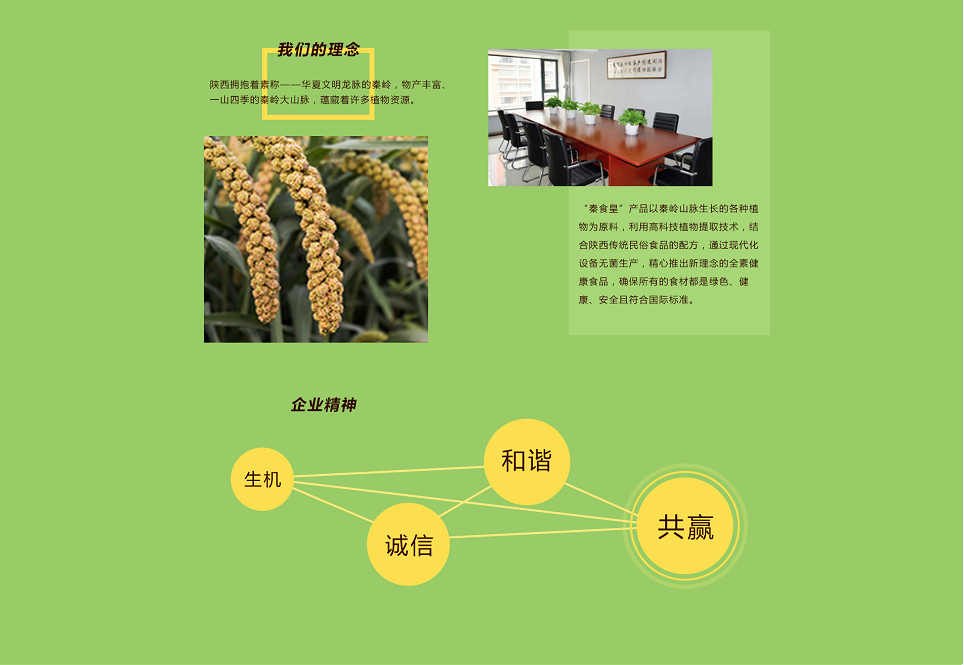 我们的理念
陕西拥抱着素称——华夏文明龙脉的秦岭，物产丰富、
一山四季的秦岭大山脉，蕴藏着许多植物资源。
“秦食皇”产品以秦岭山脉生长的各种植
物为原料，利用高科技植物提取技术，结
合陕西传统民俗食品的配方，通过现代化
设备无菌生产，精心推出新理念的全素健
康食品，确保所有的食材都是绿色、健
康、安全且符合国际标准。
企业精神
和谐
生机
共赢
诚信